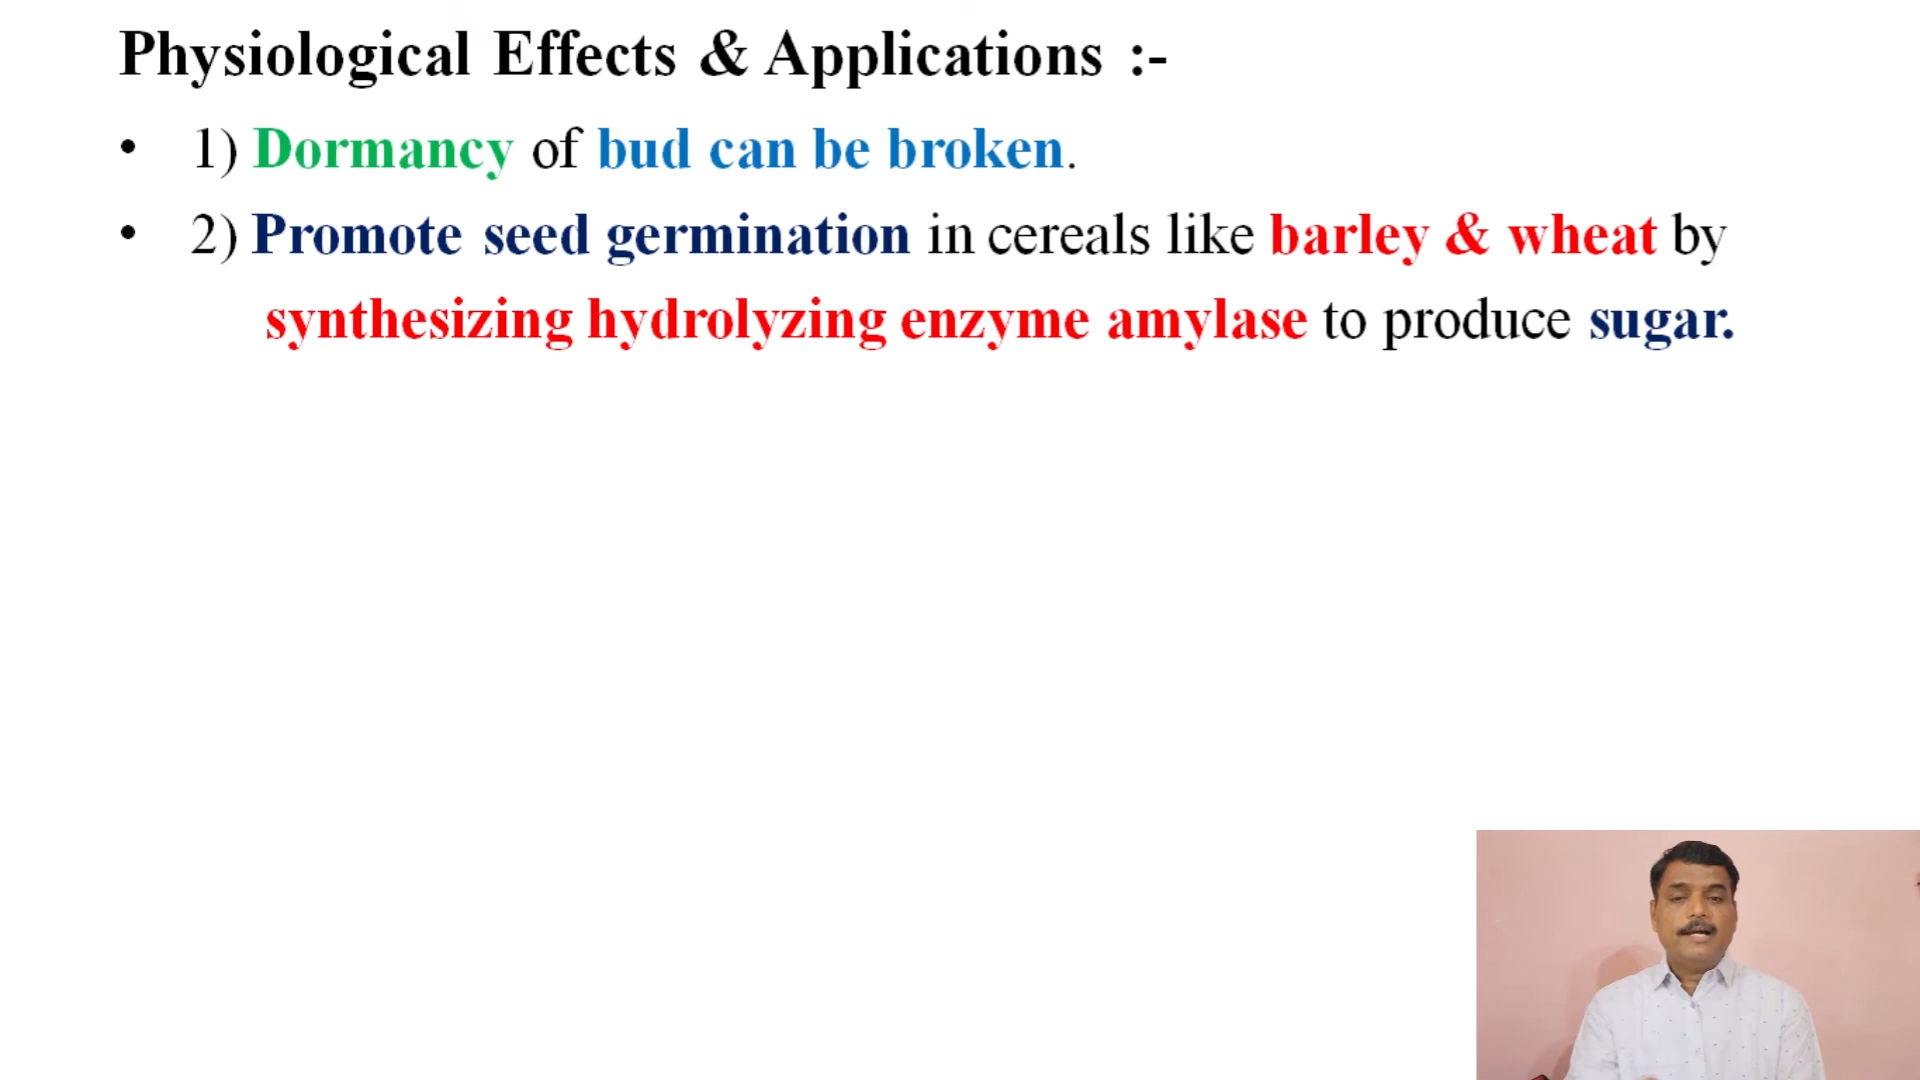 Physiological Effects & Applications :-
• 1) Dormancy of bud can be broken.
• 2) Promote seed germination in cereals like barley & wheat by
synthesizing hydrolyzing enzyme amylase to produce sugar.